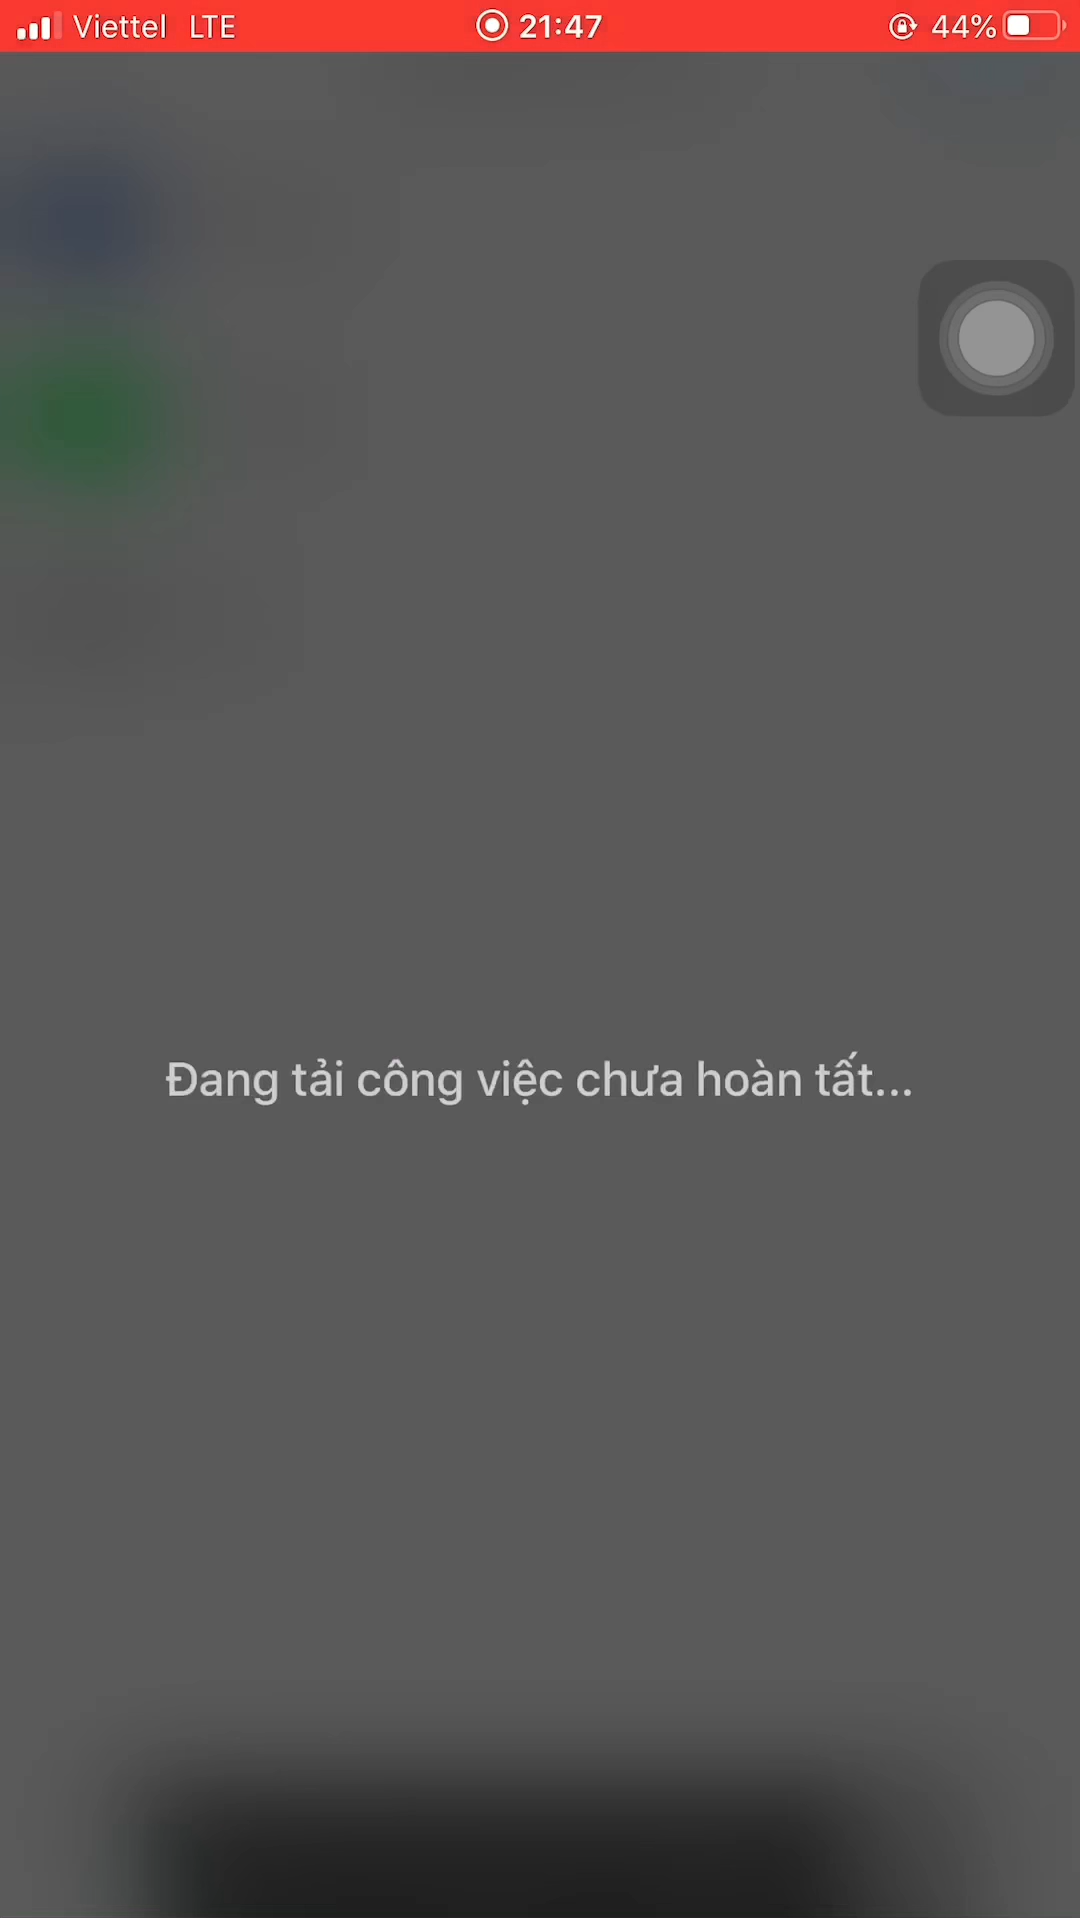 Viettel LTE 21:47 44%
Đang tải công việc chưa hoàn tất...